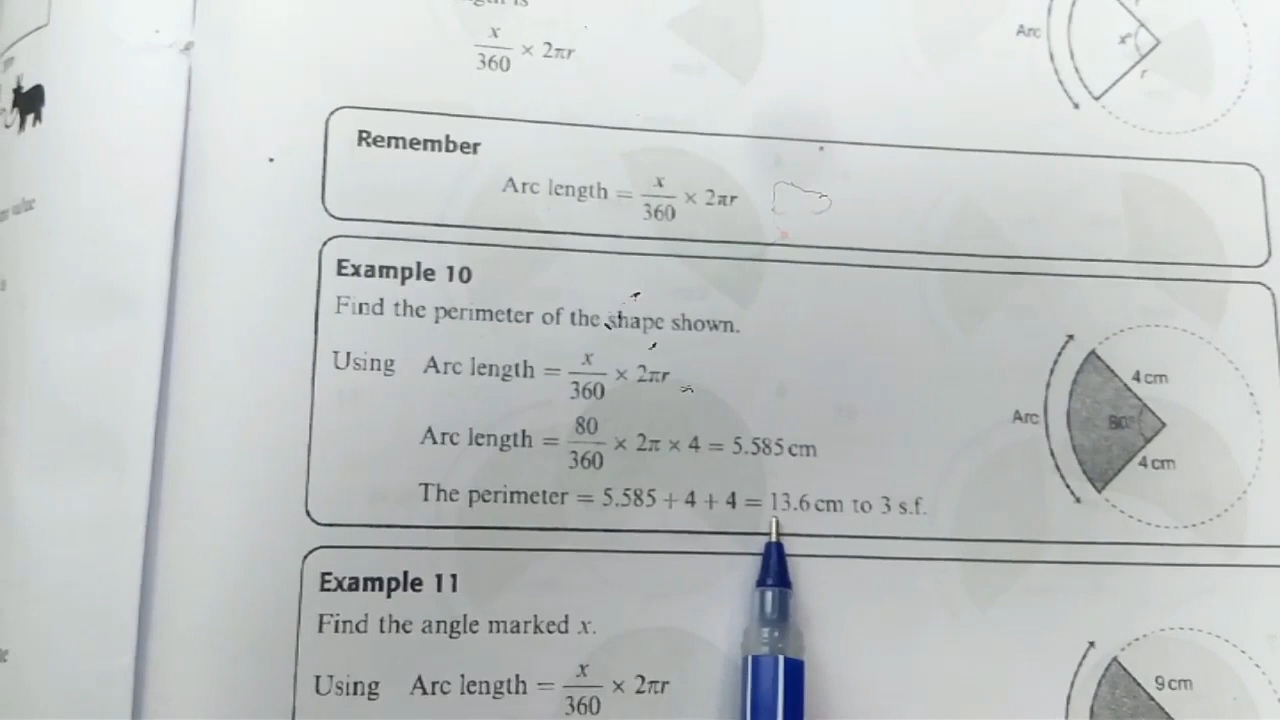 x/360 × 2πr
Arc
x°
r
Remember
Arc length = x/360 × 2πr
Example 10
Find the perimeter of the shape shown.
Using Arc length = x/360 × 2πr
Arc length = 80/360 × 2π × 4 = 5.585 cm
The perimeter = 5.585 + 4 + 4 = 13.6 cm to 3 s.f.
4 cm
Arc
80°
4 cm
Example 11
Find the angle marked x.
Using Arc length = x/360 × 2πr
9 cm